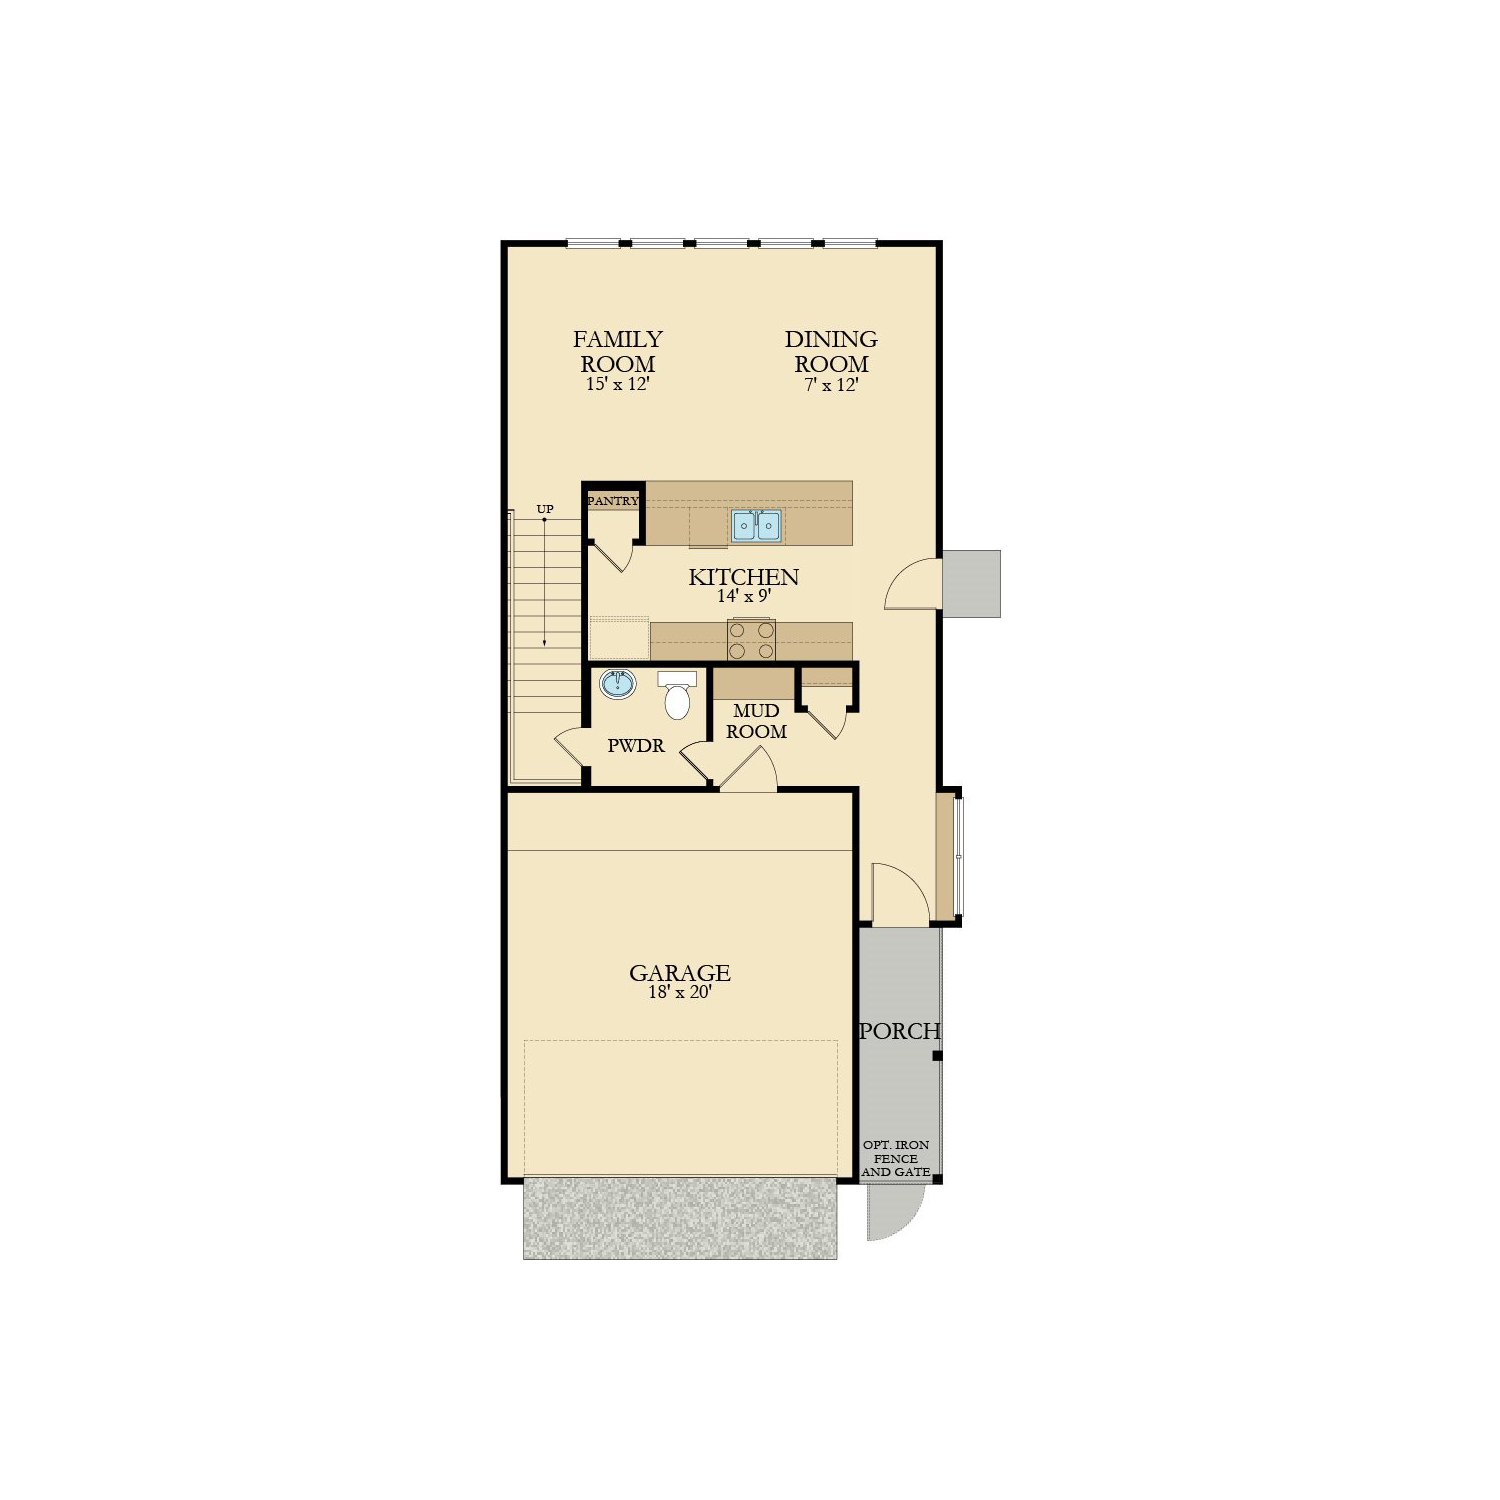 FAMILY
ROOM
15' x 12'
DINING
ROOM
7' x 12'
PANTRY
UP
KITCHEN
14' x 9'
MUD
ROOM
PWDR
GARAGE
18' x 20'
PORCH
OPT. IRON
FENCE
AND GATE